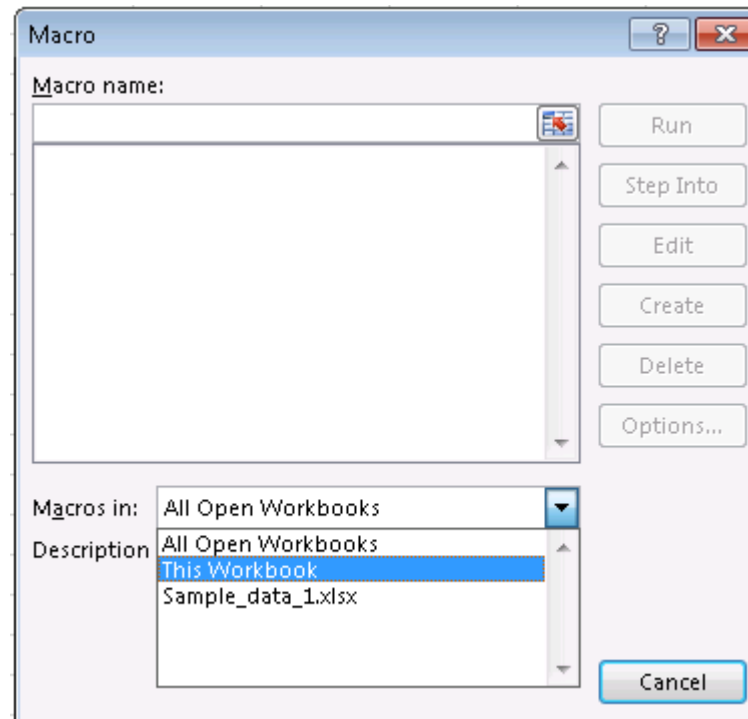 Macro
Macro name:
Run
Step Into
Edit
Create
Delete
Options...
Macros in: All Open Workbooks
Description All Open Workbooks
This Workbook
Sample_data_1.xlsx
Cancel